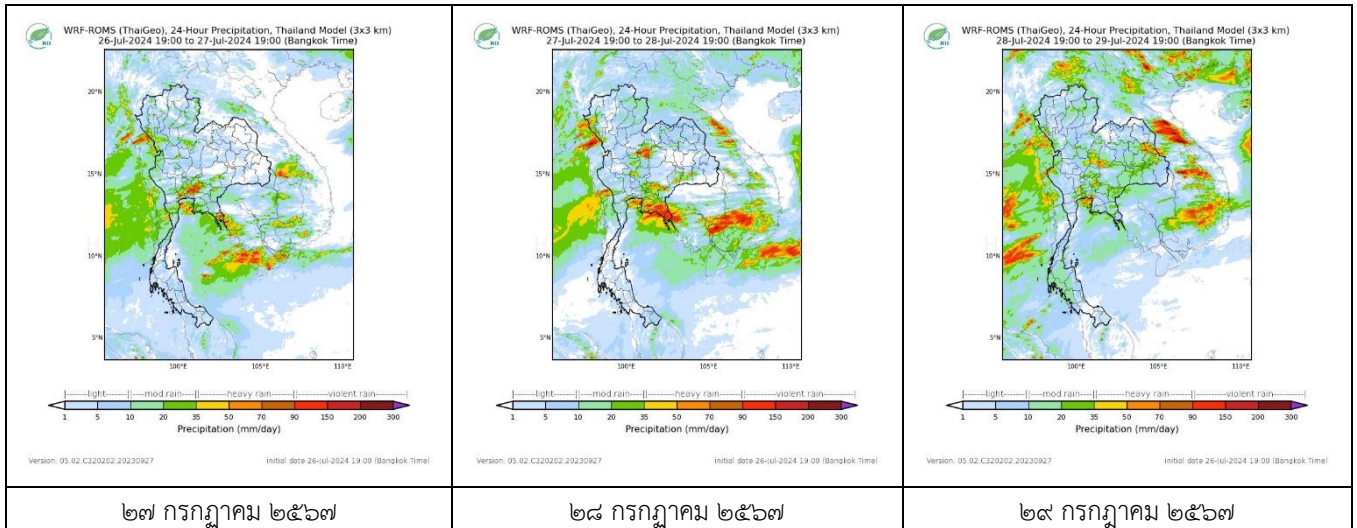 WRF-ROMS (ThaiGeo), 24-Hour Precipitation, Thailand Model (3x3 km)
26-Jul-2024 19:00 to 27-Jul-2024 19:00 (Bangkok Time)
20°N
15°N
10°N
5°N
100°E 105°E 110°E
light mod.rain heavy rain violent rain
1 5 10 20 35 50 70 90 150 200 300
Precipitation (mm/day)
Version: 05.02.C320202.20230927 initial date 26-Jul-2024 19:00 (Bangkok Time)
๒๗ กรกฏาคม ๒๕๖๗
WRF-ROMS (ThaiGeo), 24-Hour Precipitation, Thailand Model (3x3 km)
27-Jul-2024 19:00 to 28-Jul-2024 19:00 (Bangkok Time)
20°N
15°N
10°N
5°N
100°E 105°E 110°E
light mod.rain heavy rain violent rain
1 5 10 20 35 50 70 90 150 200 300
Precipitation (mm/day)
Version: 05.02.C320202.20230927 initial date 26-Jul-2024 19:00 (Bangkok Time)
๒๘ กรกฏาคม ๒๕๖๗
WRF-ROMS (ThaiGeo), 24-Hour Precipitation, Thailand Model (3x3 km)
28-Jul-2024 19:00 to 29-Jul-2024 19:00 (Bangkok Time)
20°N
15°N
10°N
5°N
100°E 105°E 110°E
light mod.rain heavy rain violent rain
1 5 10 20 35 50 70 90 150 200 300
Precipitation (mm/day)
Version: 05.02.C320202.20230927 initial date 26-Jul-2024 19:00 (Bangkok Time)
๒๙ กรกฎาคม ๒๕๖๗